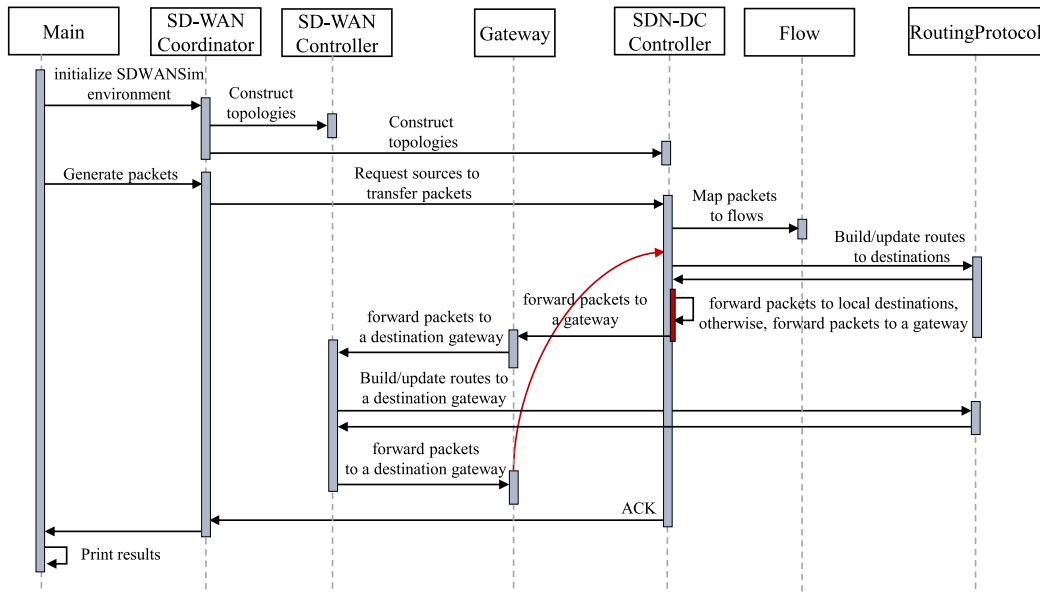 Main
SD-WAN
Coordinator
SD-WAN
Controller
Gateway
SDN-DC
Controller
Flow
RoutingProtocol
initialize SDWANSim
environment
Construct
topologies
Construct
topologies
Generate packets
Request sources to
transfer packets
Map packets
to flows
Build/update routes
to destinations
forward packets to
a gateway
forward packets to local destinations,
otherwise, forward packets to a gateway
forward packets to
a destination gateway
Build/update routes to
a destination gateway
forward packets
to a destination gateway
ACK
Print results